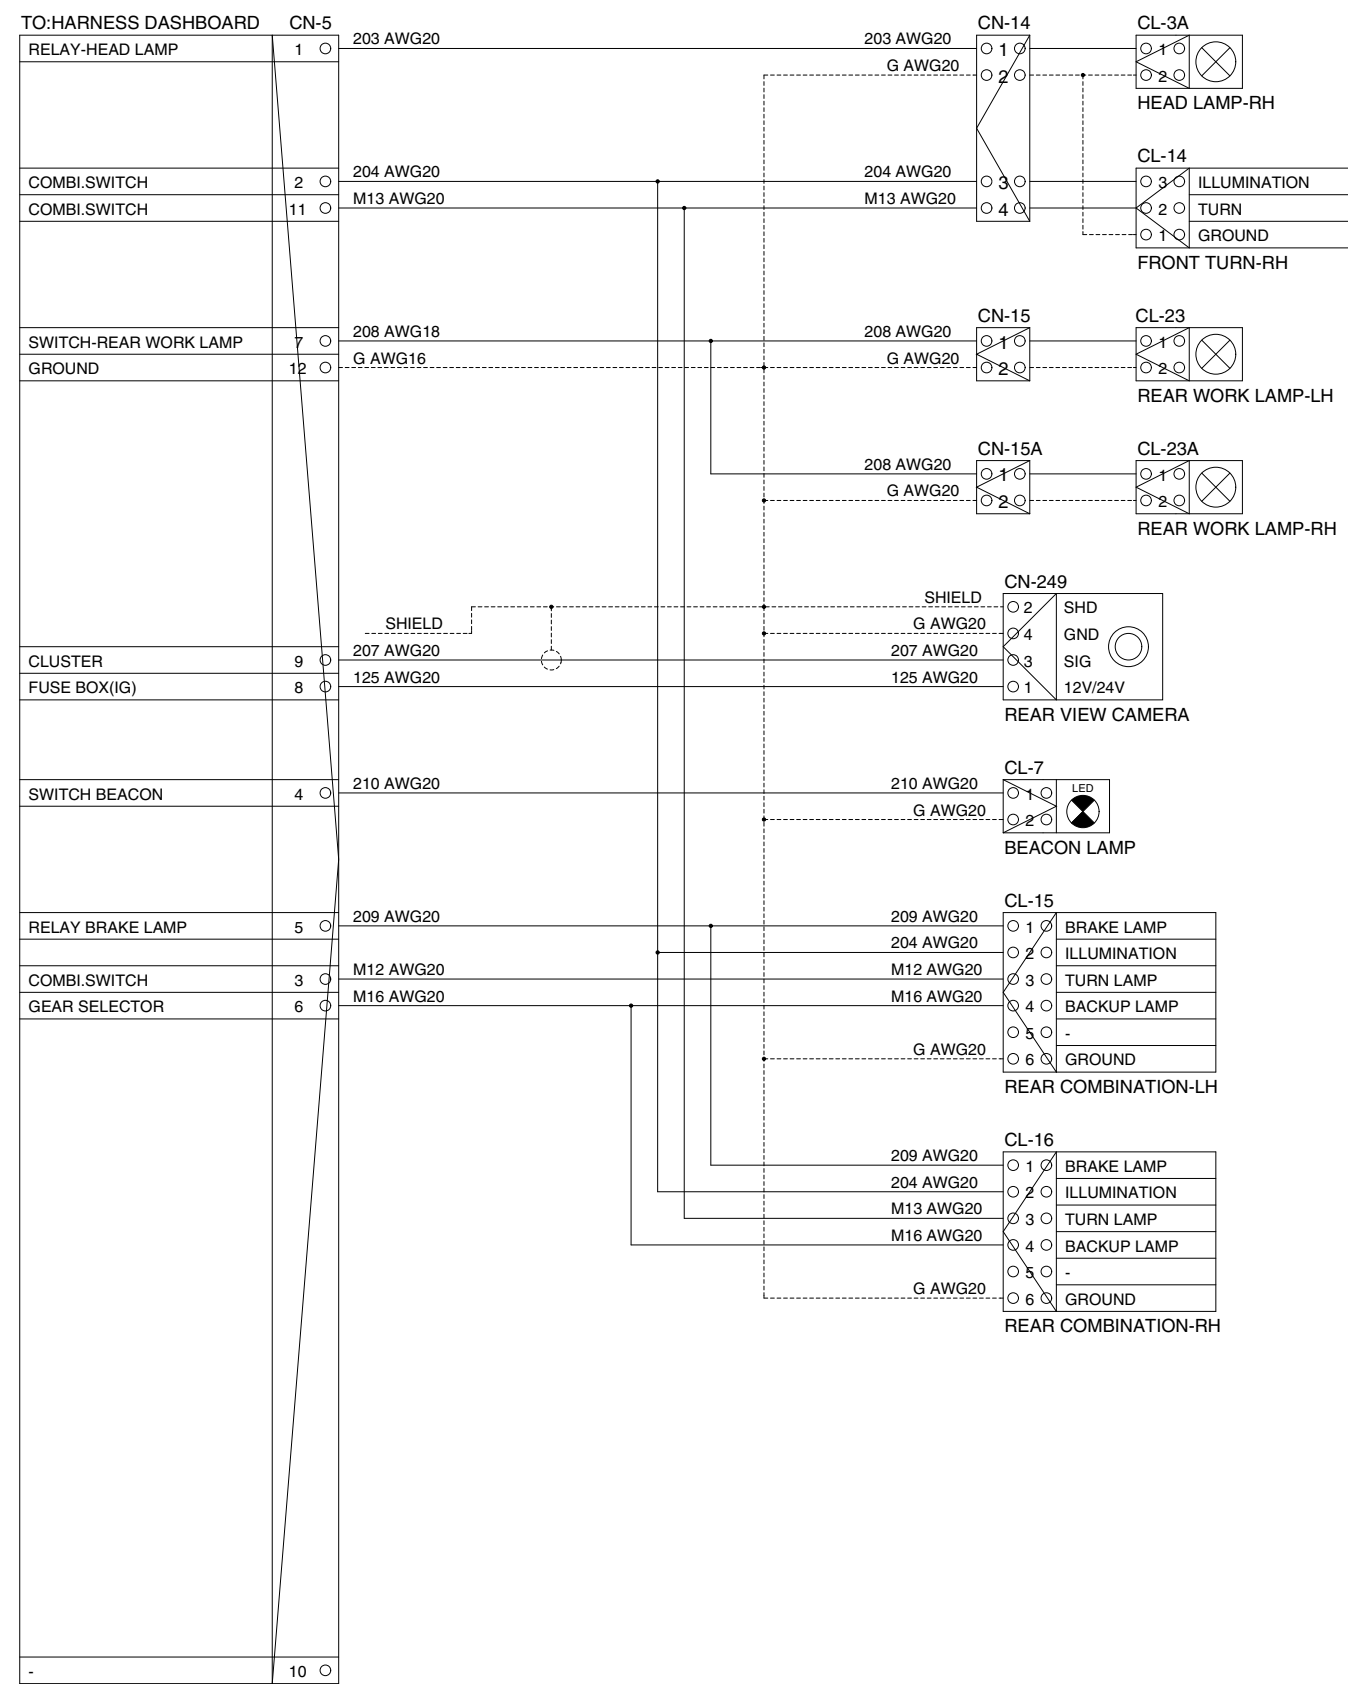 TO:HARNESS DASHBOARD CN-5 CN-14 CL-3A
RELAY-HEAD LAMP 1 203 AWG20 203 AWG20 1 1
G AWG20 2 2
HEAD LAMP-RH
CL-14
COMBI.SWITCH 2 204 AWG20 204 AWG20 3 3 ILLUMINATION
COMBI.SWITCH 11 M13 AWG20 M13 AWG20 4 2 TURN
1 GROUND
FRONT TURN-RH
CN-15 CL-23
SWITCH-REAR WORK LAMP 7 208 AWG18 208 AWG20 1 1
GROUND 12 G AWG16 G AWG20 2 2
REAR WORK LAMP-LH
CN-15A CL-23A
208 AWG20 1 1
G AWG20 2 2
REAR WORK LAMP-RH
CN-249
SHIELD 2 SHD
SHIELD G AWG20 4 GND
CLUSTER 9 207 AWG20 207 AWG20 3 SIG
FUSE BOX(IG) 8 125 AWG20 125 AWG20 1 12V/24V
REAR VIEW CAMERA
CL-7
SWITCH BEACON 4 210 AWG20 210 AWG20 1 LED
G AWG20 2
BEACON LAMP
CL-15
RELAY BRAKE LAMP 5 209 AWG20 209 AWG20 1 BRAKE LAMP
204 AWG20 2 ILLUMINATION
COMBI.SWITCH 3 M12 AWG20 M12 AWG20 3 TURN LAMP
GEAR SELECTOR 6 M16 AWG20 M16 AWG20 4 BACKUP LAMP
5 -
G AWG20 6 GROUND
REAR COMBINATION-LH
CL-16
209 AWG20 1 BRAKE LAMP
204 AWG20 2 ILLUMINATION
M13 AWG20 3 TURN LAMP
M16 AWG20 4 BACKUP LAMP
5 -
G AWG20 6 GROUND
REAR COMBINATION-RH
- 10